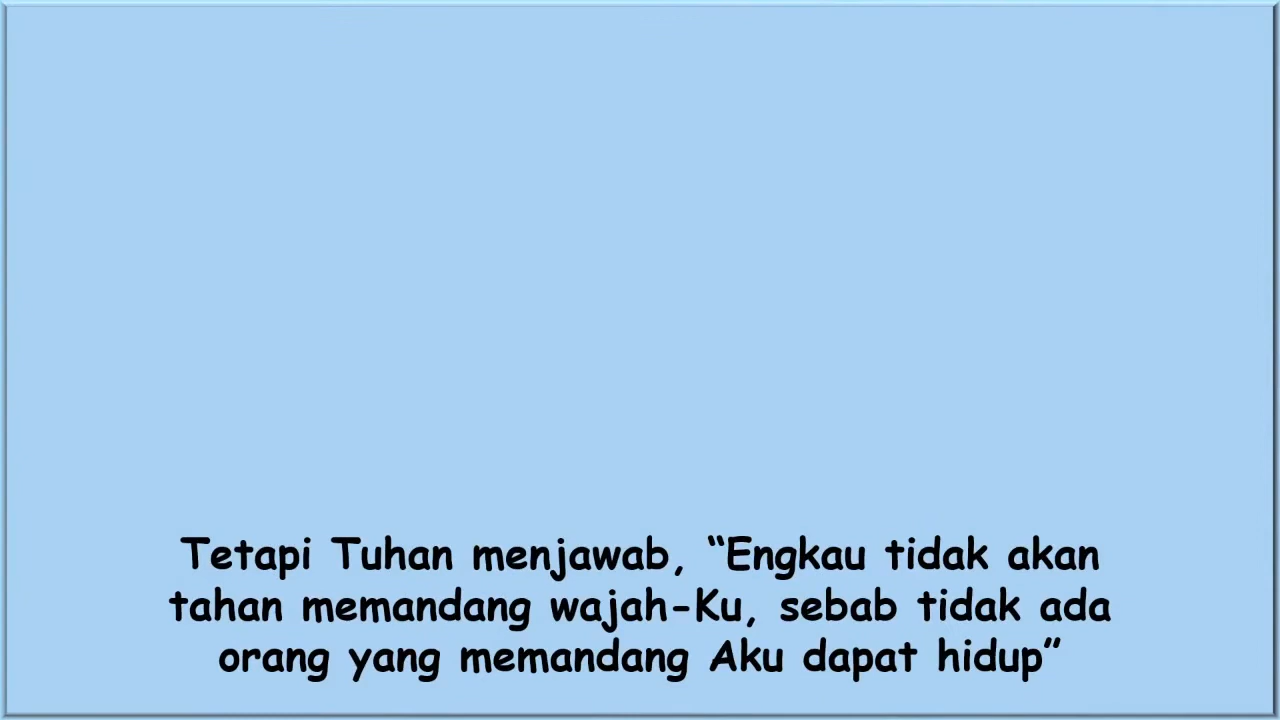 Tetapi Tuhan menjawab, “Engkau tidak akan
tahan memandang wajah-Ku, sebab tidak ada
orang yang memandang Aku dapat hidup”